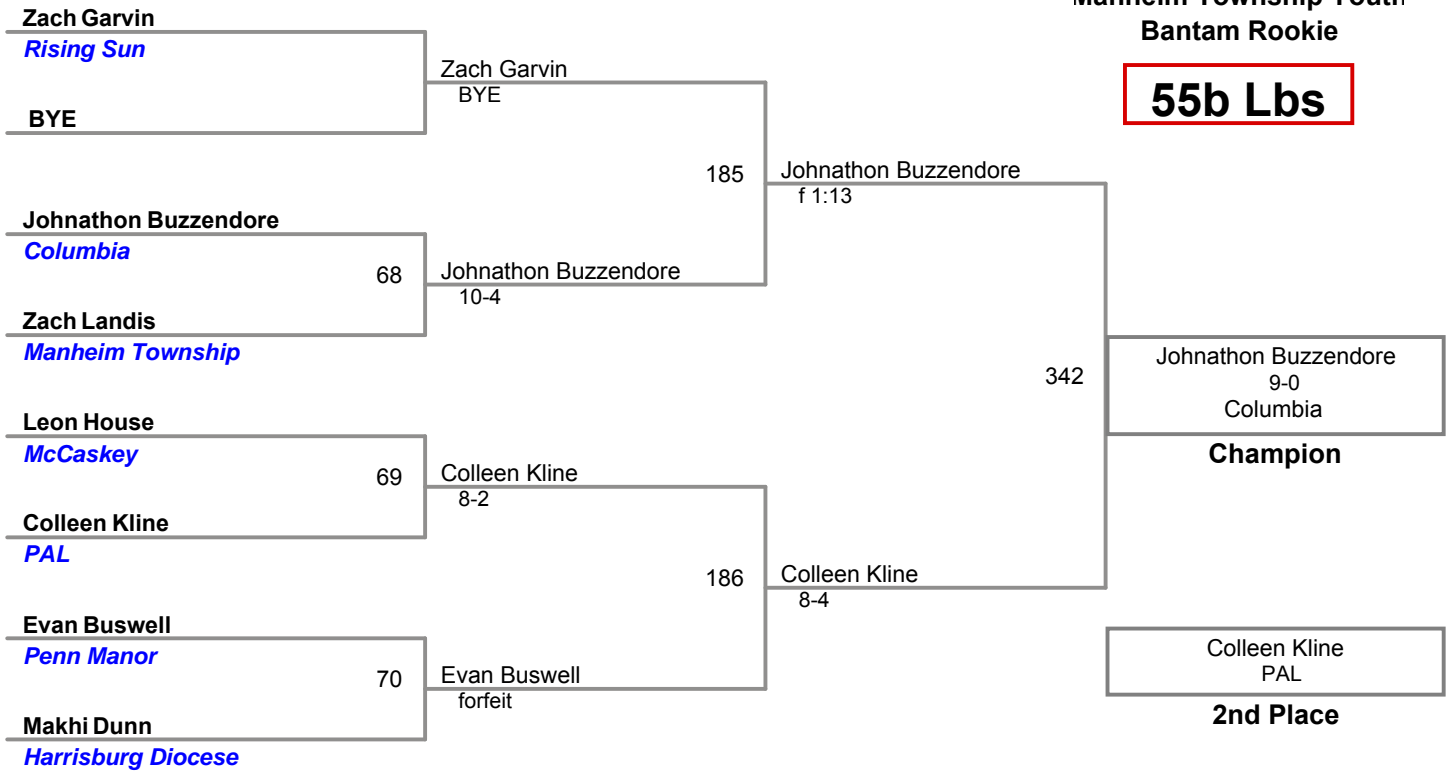 Manheim Township Youth
Bantam Rookie
55b Lbs
Zach Garvin
Rising Sun
BYE
Zach Garvin
BYE
Johnathon Buzzendore
Columbia
68
Zach Landis
Manheim Township
Johnathon Buzzendore
10-4
185
Johnathon Buzzendore
f 1:13
Leon House
McCaskey
69
Colleen Kline
PAL
Colleen Kline
8-2
Evan Buswell
Penn Manor
70
Makhi Dunn
Harrisburg Diocese
Evan Buswell
forfeit
186
Colleen Kline
8-4
342
Johnathon Buzzendore
9-0
Columbia
Champion
Colleen Kline
PAL
2nd Place